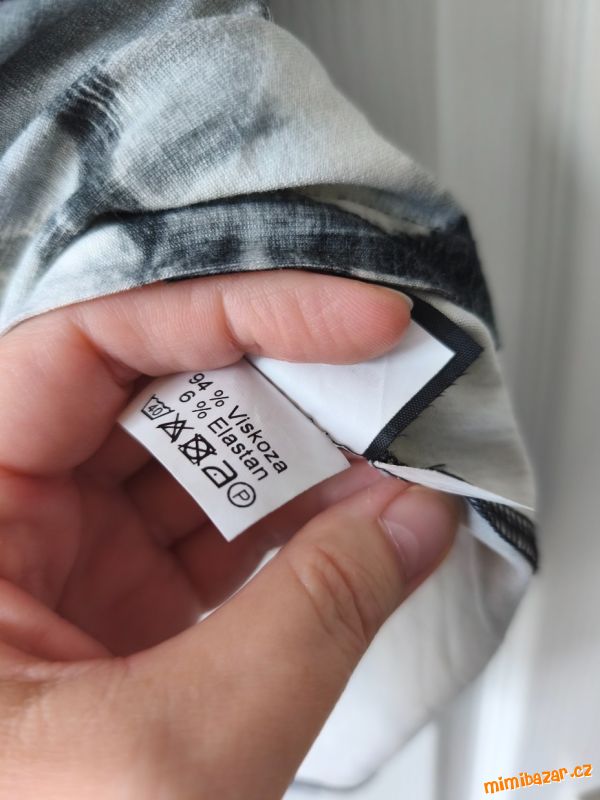 94 % Viskoza
6 % Elastan
40
P
mimibazar.cz